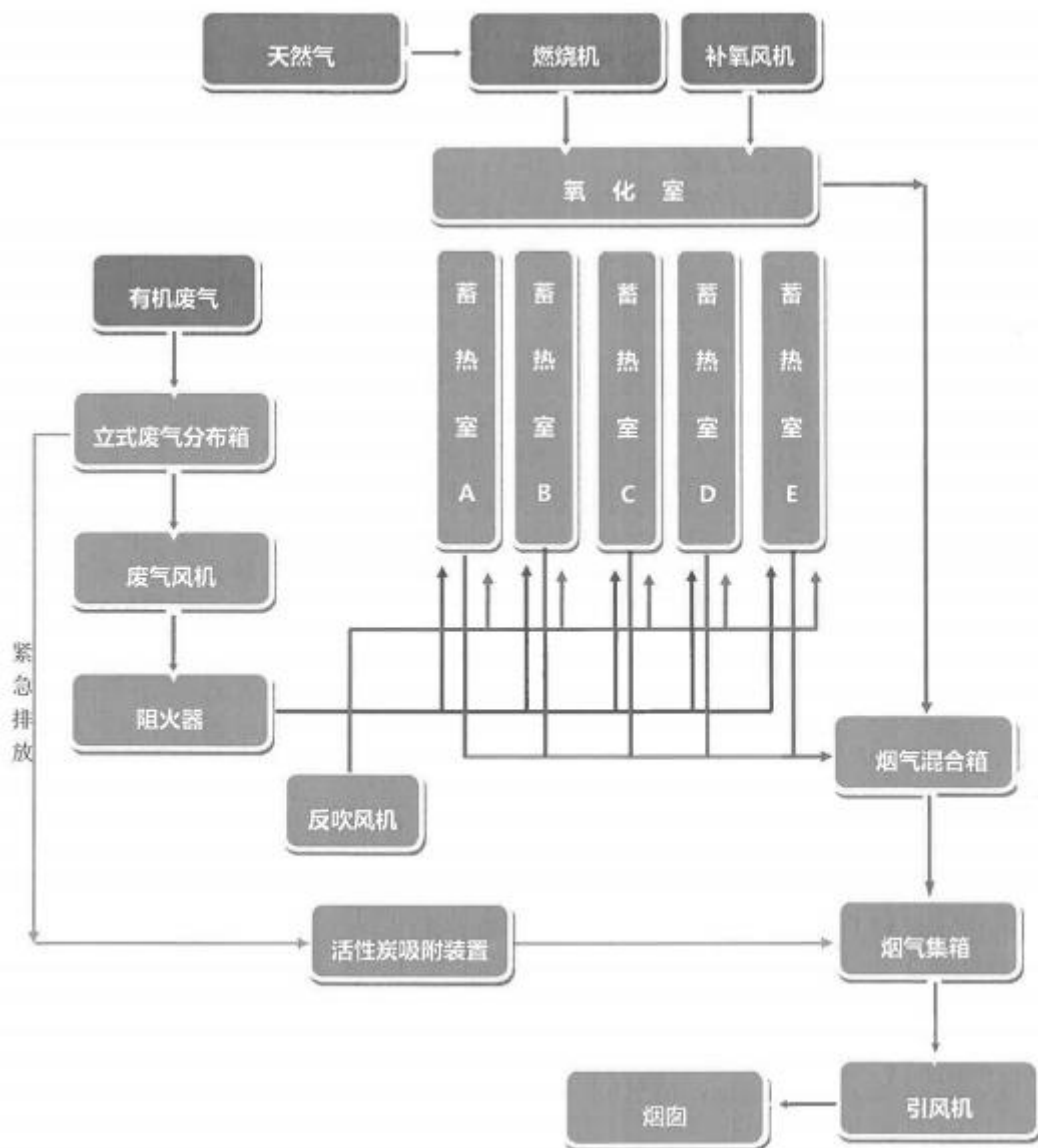 天然气
燃烧机
补氧风机
氧化室
有机废气
蓄热室A
蓄热室B
蓄热室C
蓄热室D
蓄热室E
立式废气分布箱
废气风机
紧急排放
阻火器
烟气混合箱
反吹风机
活性炭吸附装置
烟气集箱
烟囱
引风机